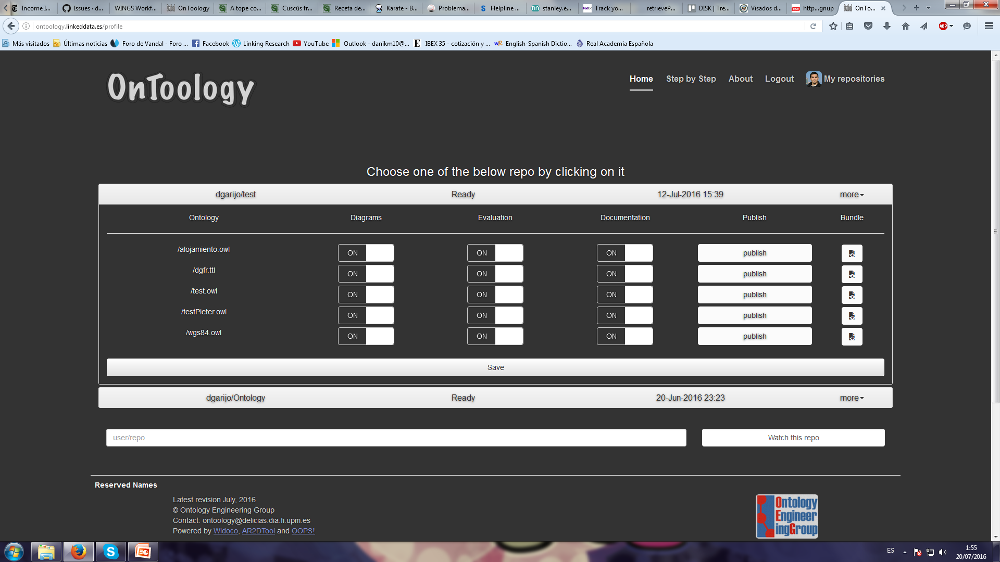 Income I...
Issues · d...
WINGS Workf...
OnToology
A tope co...
Cuscús fr...
Receta de...
Karate - B...
Problema...
Helpline ...
stanley.e...
Track yo...
retrieveP...
DISK | Tre...
Visados d...
http...gnup
OnTo...
ontoology.linkeddata.es/profile
ABP
Más visitados
Últimas noticias
Foro de Vandal - Foro ...
Facebook
Linking Research
YouTube
Outlook - danikm10@...
IBEX 35 - cotización y ...
English-Spanish Dictio...
Real Academia Española
OnToology
Home Step by Step About Logout My repositories
Choose one of the below repo by clicking on it
dgarijo/test Ready 12-Jul-2016 15:39 more
Ontology Diagrams Evaluation Documentation Publish Bundle
/alojamiento.owl ON ON ON publish
/dgfr.ttl ON ON ON publish
/test.owl ON ON ON publish
/testPieter.owl ON ON ON publish
/wgs84.owl ON ON ON publish
Save
dgarijo/Ontology Ready 20-Jun-2016 23:23 more
user/repo Watch this repo
Reserved Names
Latest revision July, 2016
© Ontology Engineering Group
Contact: ontoology@delicias.dia.fi.upm.es
Powered by Widoco, AR2DTool and OOPS!
Ontology
Engineer
ingGroup
ES
1:55
20/07/2016